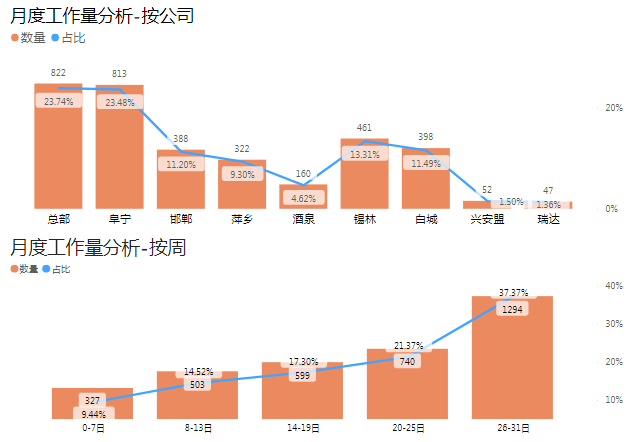 月度工作量分析-按公司
数量 占比
822 813 388 322 160 461 398 52 47
23.74% 23.48% 11.20% 9.30% 4.62% 13.31% 11.49% 1.50% 1.36%
20%
0%
总部 阜宁 邯郸 萍乡 酒泉 锡林 白城 兴安盟 瑞达
月度工作量分析-按周
数量 占比
40%
30%
20%
10%
9.44% 14.52% 17.30% 21.37% 37.37%
327 503 599 740 1294
0-7日 8-13日 14-19日 20-25日 26-31日